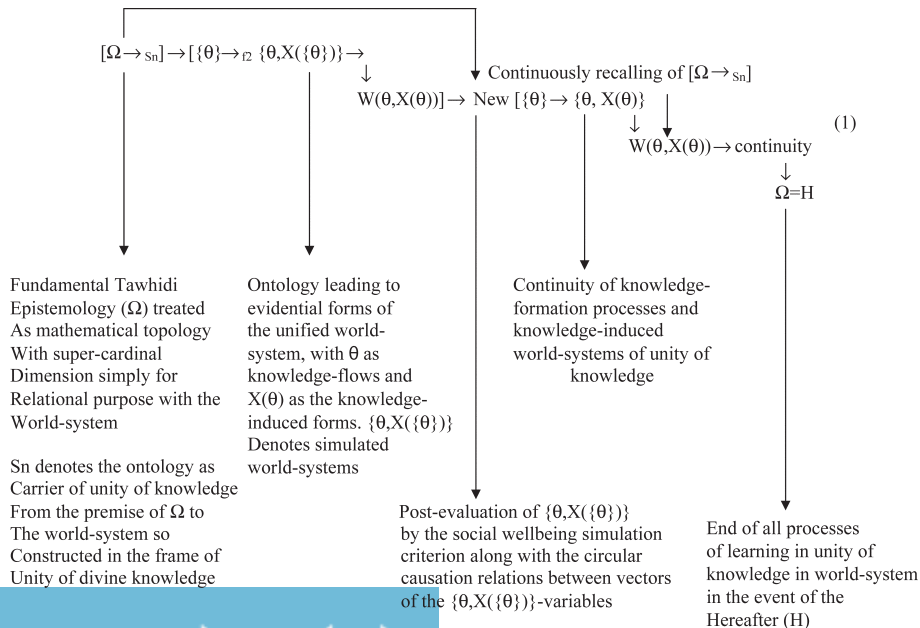 [Ω→ Sn] →[{θ}→f2 {θ,X({θ})} →
Continuously recalling of [Ω→ Sn]
↓
W(θ,X(θ))] → New [{θ}→ {θ, X(θ)}
↓
(1)
W(θ,X(θ))→continuity
↓
Ω=H
Fundamental Tawhidi
Epistemology (Ω) treated
As mathematical topology
With super-cardinal
Dimension simply for
Relational purpose with the
World-system
Sn denotes the ontology as
Carrier of unity of knowledge
From the premise of Ω to
The world-system so
Constructed in the frame of
Unity of divine knowledge
Ontology leading to
evidential forms of
the unified world-
system, with θ as
knowledge-flows and
X(θ) as the knowledge-
induced forms. {θ,X({θ})}
Denotes simulated
world-systems
Post-evaluation of {θ,X({θ})}
by the social wellbeing simulation
criterion along with the circular
causation relations between vectors
of the {θ,X({θ})}-variables
Continuity of knowledge-
formation processes and
knowledge-induced
world-systems of unity of
knowledge
End of all processes
of learning in unity of
knowledge in world-system
in the event of the
Hereafter (H)